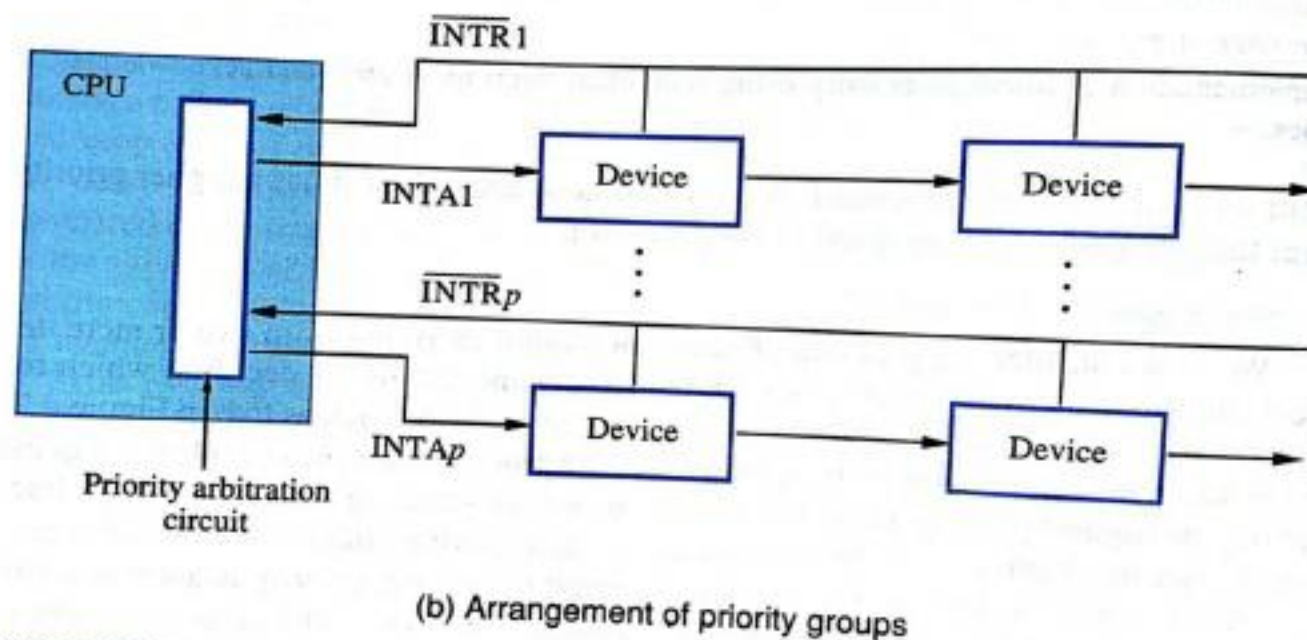 INTR1
CPU
Device
Device
INTA1
INTRp
Device
Device
INTAp
Priority arbitration
circuit
(b) Arrangement of priority groups